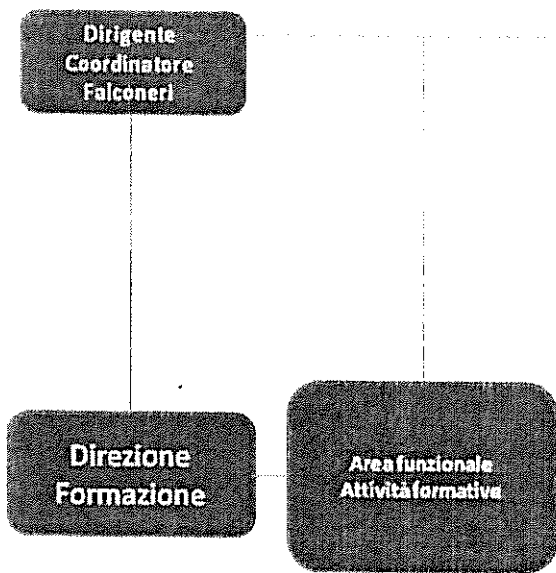 Dirigente
Coordinatore
Falconeri
Direzione
Formazione
Area funzionale
Attività formative